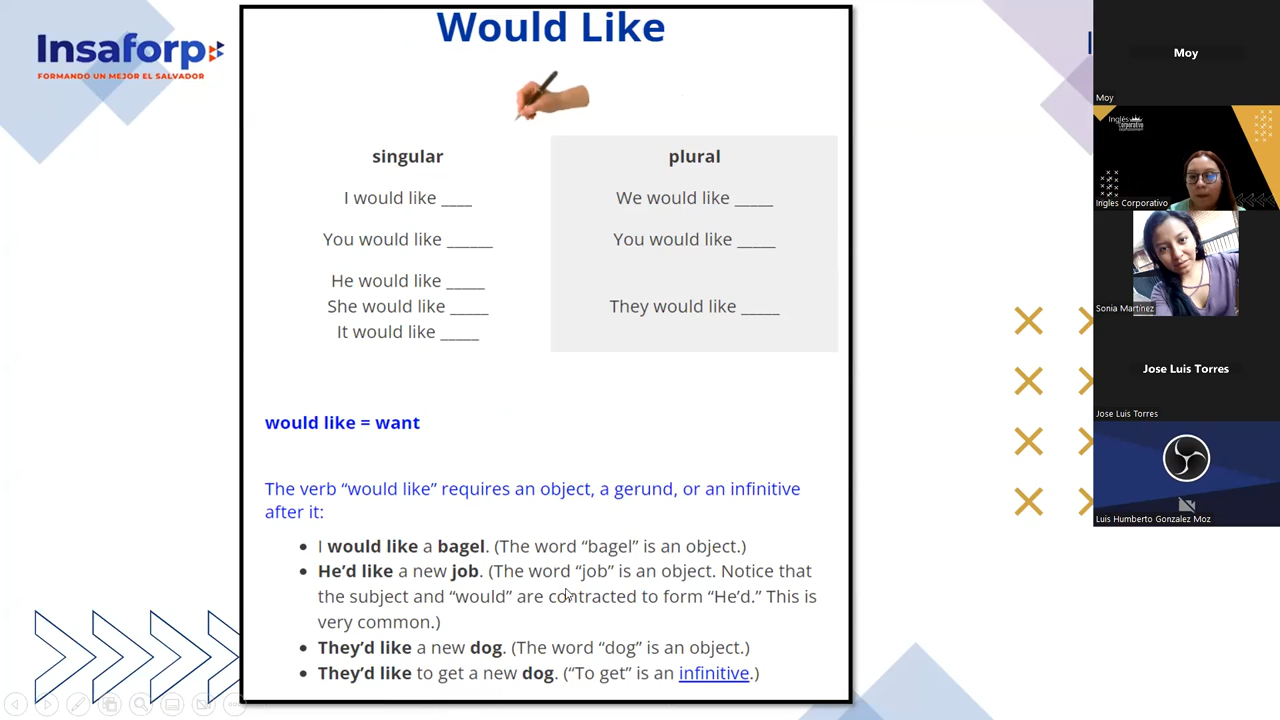 Would Like
Insaforp
FORMANDO UN MEJOR EL SALVADOR
singular
plural
I would like ____
We would like _____
You would like ______
You would like _____
He would like _____
She would like _____
They would like _____
It would like _____
would like = want
The verb “would like” requires an object, a gerund, or an infinitive
after it:
• I would like a bagel. (The word “bagel” is an object.)
• He’d like a new job. (The word “job” is an object. Notice that
the subject and “would” are contracted to form “He’d.” This is
very common.)
• They’d like a new dog. (The word “dog” is an object.)
• They’d like to get a new dog. (“To get” is an infinitive.)
Moy
Moy
Inglés
Corporativo
Ingles Corporativo
Sonia Martinez
Jose Luis Torres
Jose Luis Torres
Luis Humberto Gonzalez Moz